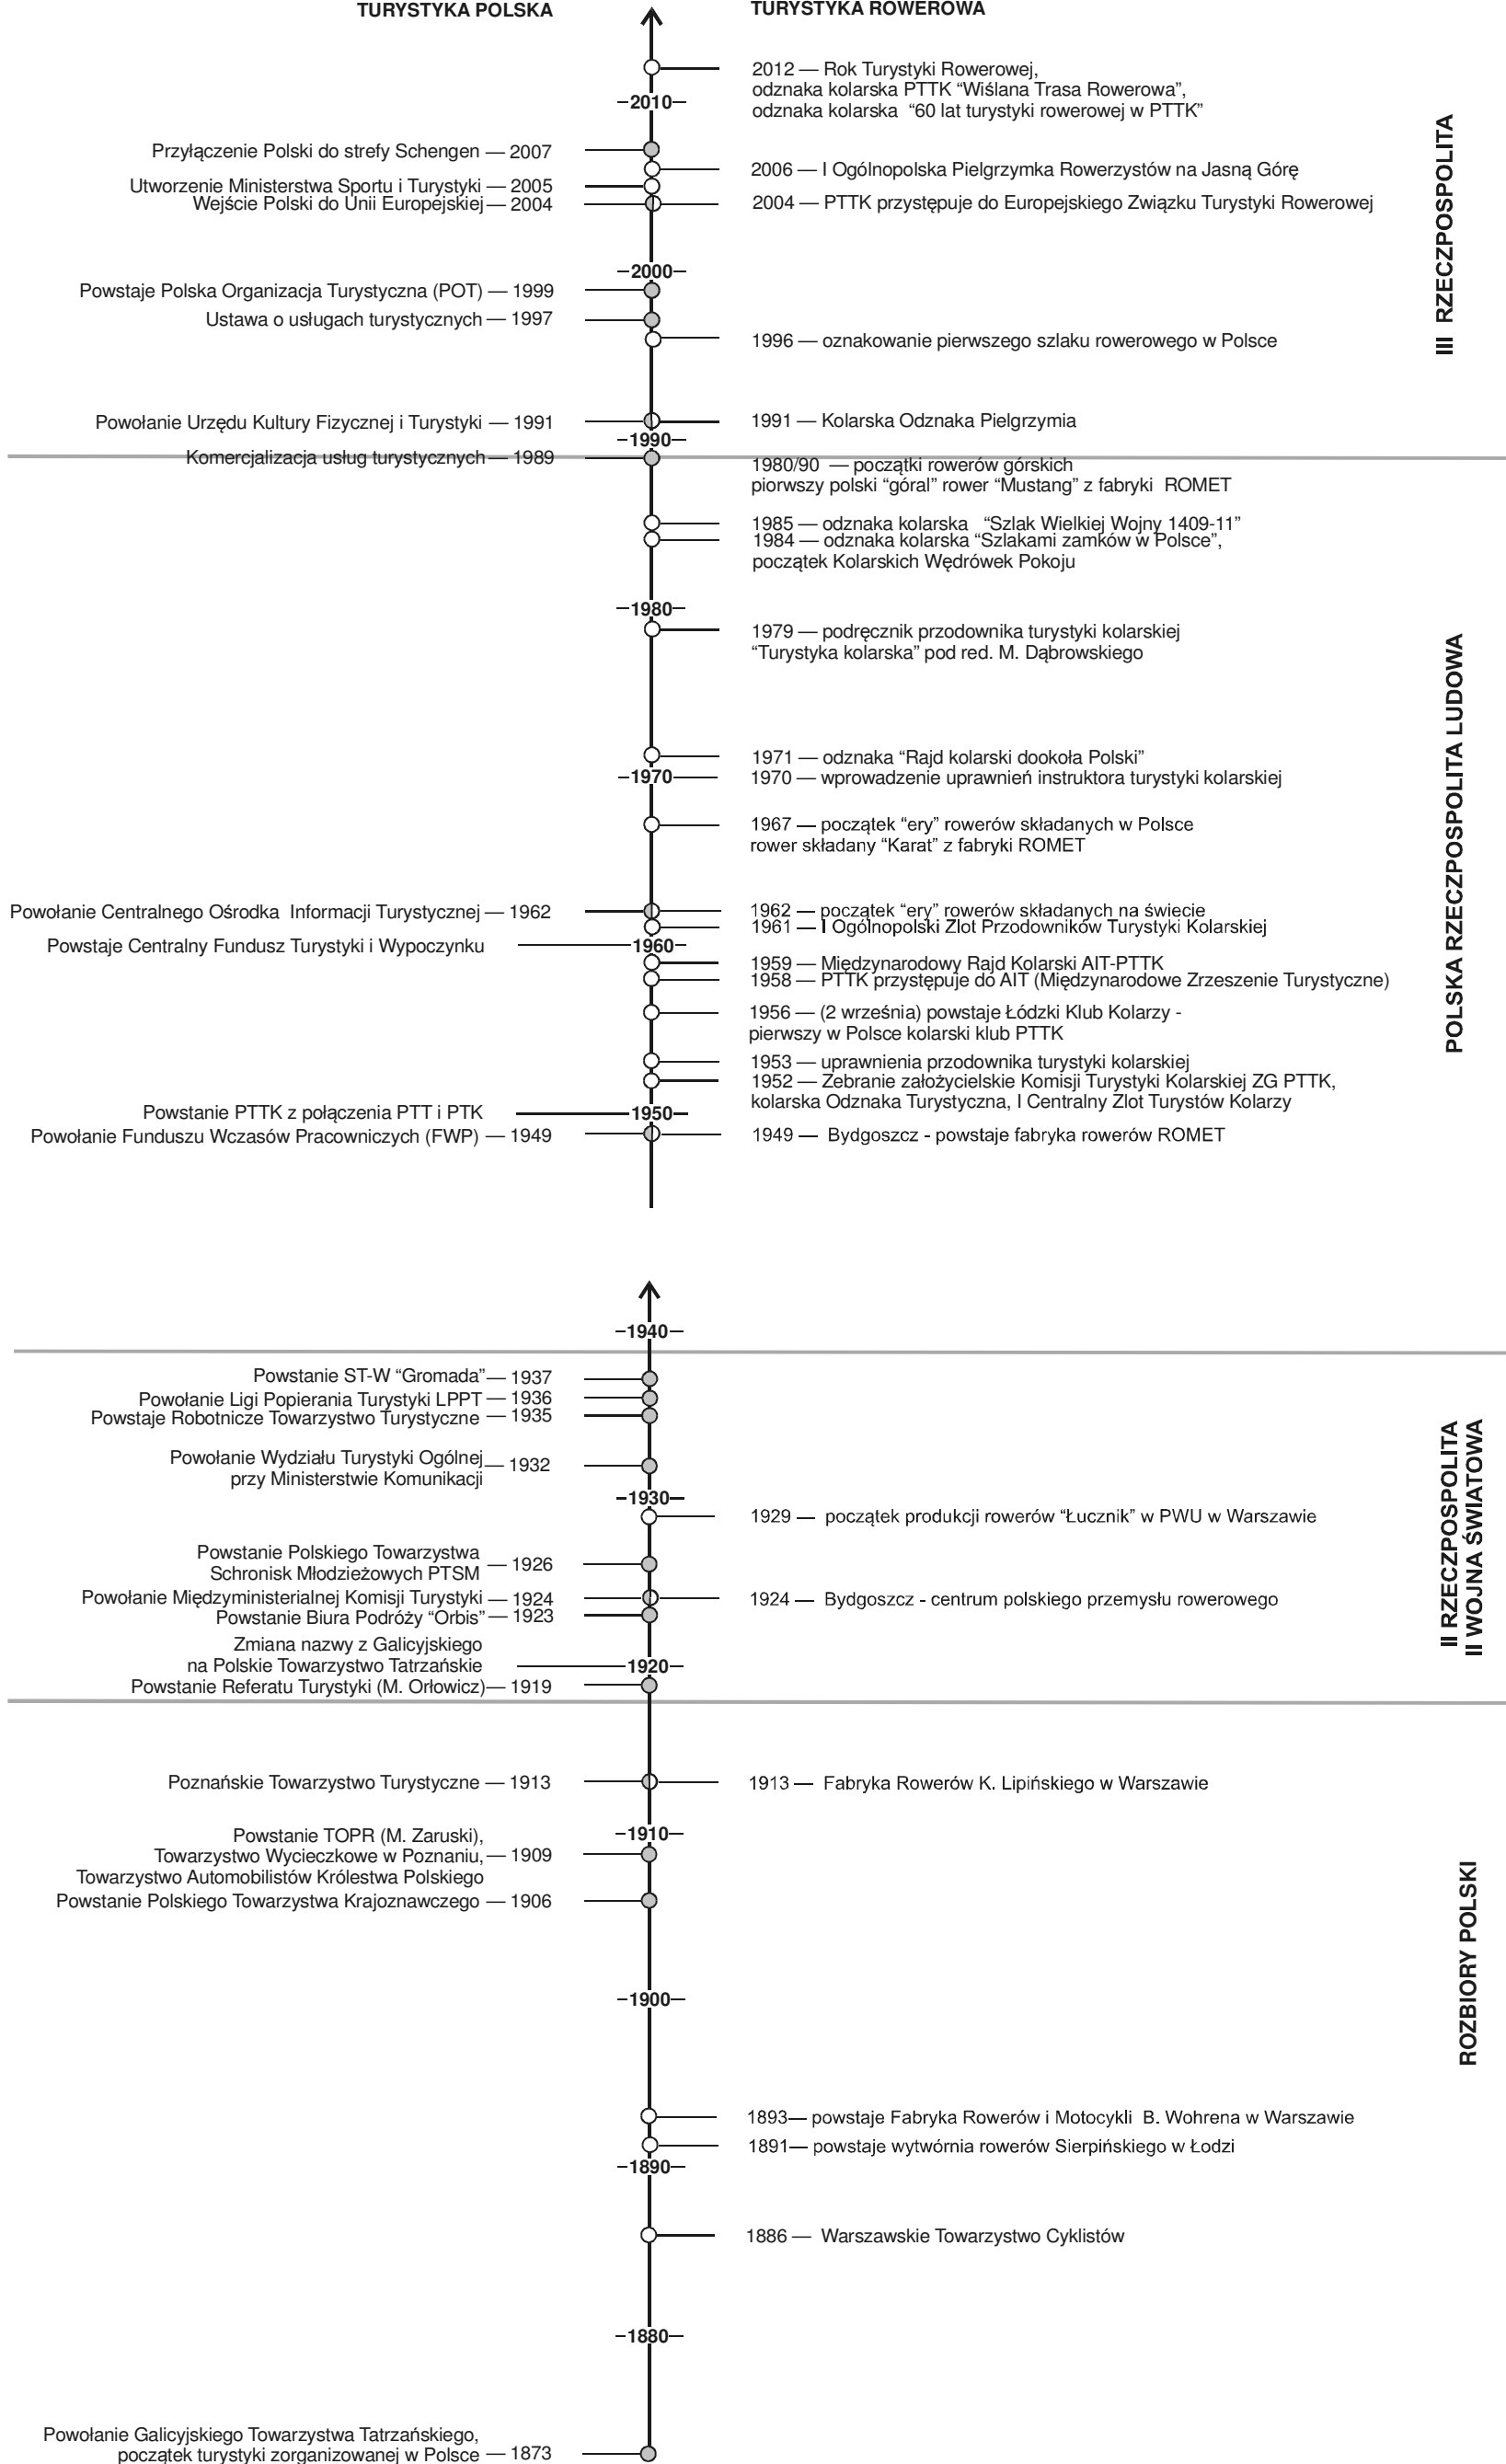 TURYSTYKA POLSKA
TURYSTYKA ROWEROWA
2012 — Rok Turystyki Rowerowej,
odznaka kolarska PTTK “Wiślana Trasa Rowerowa”,
odznaka kolarska “60 lat turystyki rowerowej w PTTK”
2010
Przyłączenie Polski do strefy Schengen — 2007
2006 — I Ogólnopolska Pielgrzymka Rowerzystów na Jasną Górę
Utworzenie Ministerstwa Sportu i Turystyki — 2005
Wejście Polski do Unii Europejskiej — 2004
2004 — PTTK przystępuje do Europejskiego Związku Turystyki Rowerowej
III RZECZPOSPOLITA
2000
Powstaje Polska Organizacja Turystyczna (POT) — 1999
Ustawa o usługach turystycznych — 1997
1996 — oznakowanie pierwszego szlaku rowerowego w Polsce
Powołanie Urzędu Kultury Fizycznej i Turystyki — 1991
1991 — Kolarska Odznaka Pielgrzymia
1990
Komercjalizacja usług turystycznych — 1989
1980/90 — początki rowerów górskich
piorwszy polski “góral” rower “Mustang” z fabryki ROMET
1985 — odznaka kolarska “Szlak Wielkiej Wojny 1409-11”
1984 — odznaka kolarska “Szlakami zamków w Polsce”,
początek Kolarskich Wędrówek Pokoju
1980
1979 — podręcznik przodownika turystyki kolarskiej
“Turystyka kolarska” pod red. M. Dąbrowskiego
POLSKA RZECZPOSPOLITA LUDOWA
1971 — odznaka “Rajd kolarski dookoła Polski”
1970
1970 — wprowadzenie uprawnień instruktora turystyki kolarskiej
1967 — początek “ery” rowerów składanych w Polsce
rower składany “Karat” z fabryki ROMET
Powołanie Centralnego Ośrodka Informacji Turystycznej — 1962
1962 — początek “ery” rowerów składanych na świecie
1961 — I Ogólnopolski Zlot Przodowników Turystyki Kolarskiej
Powstaje Centralny Fundusz Turystyki i Wypoczynku
1960
1959 — Międzynarodowy Rajd Kolarski AIT-PTTK
1958 — PTTK przystępuje do AIT (Międzynarodowe Zrzeszenie Turystyczne)
1956 — (2 września) powstaje Łódzki Klub Kolarzy -
pierwszy w Polsce kolarski klub PTTK
1953 — uprawnienia przodownika turystyki kolarskiej
1952 — Zebranie założycielskie Komisji Turystyki Kolarskiej ZG PTTK,
kolarska Odznaka Turystyczna, I Centralny Zlot Turystów Kolarzy
Powstanie PTTK z połączenia PTT i PTK
1950
Powołanie Funduszu Wczasów Pracowniczych (FWP) — 1949
1949 — Bydgoszcz - powstaje fabryka rowerów ROMET
1940
Powstanie ST-W “Gromada” — 1937
Powołanie Ligi Popierania Turystyki LPPT — 1936
Powstaje Robotnicze Towarzystwo Turystyczne — 1935
Powołanie Wydziału Turystyki Ogólnej
przy Ministerstwie Komunikacji — 1932
1930
1929 — początek produkcji rowerów “Łucznik” w PWU w Warszawie
II RZECZPOSPOLITA
II WOJNA ŚWIATOWA
Powstanie Polskiego Towarzystwa
Schronisk Młodzieżowych PTSM — 1926
Powołanie Międzyministerialnej Komisji Turystyki — 1924
1924 — Bydgoszcz - centrum polskiego przemysłu rowerowego
Powstanie Biura Podróży “Orbis” — 1923
Zmiana nazwy z Galicyjskiego
na Polskie Towarzystwo Tatrzańskie
1920
Powstanie Referatu Turystyki (M. Orłowicz) — 1919
Poznańskie Towarzystwo Turystyczne — 1913
1913 — Fabryka Rowerów K. Lipińskiego w Warszawie
1910
Powstanie TOPR (M. Zaruski),
Towarzystwo Wycieczkowe w Poznaniu, — 1909
Towarzystwo Automobilistów Królestwa Polskiego
Powstanie Polskiego Towarzystwa Krajoznawczego — 1906
ROZBIORY POLSKI
1900
1893 — powstaje Fabryka Rowerów i Motocykli B. Wohrena w Warszawie
1891 — powstaje wytwórnia rowerów Sierpińskiego w Łodzi
1890
1886 — Warszawskie Towarzystwo Cyklistów
1880
Powołanie Galicyjskiego Towarzystwa Tatrzańskiego,
początek turystyki zorganizowanej w Polsce — 1873